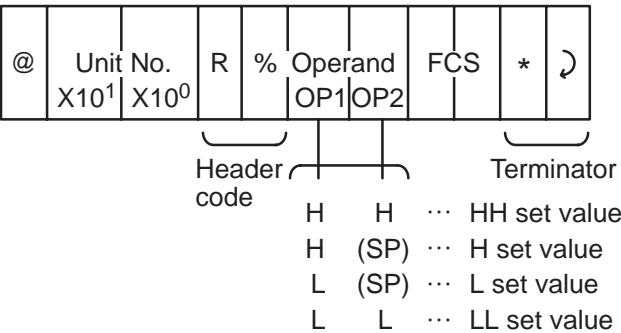 @ Unit No. R % Operand FCS * ⤸
X10¹ X10⁰ OP1 OP2
Header code Terminator
H H ··· HH set value
H (SP) ··· H set value
L (SP) ··· L set value
L L ··· LL set value